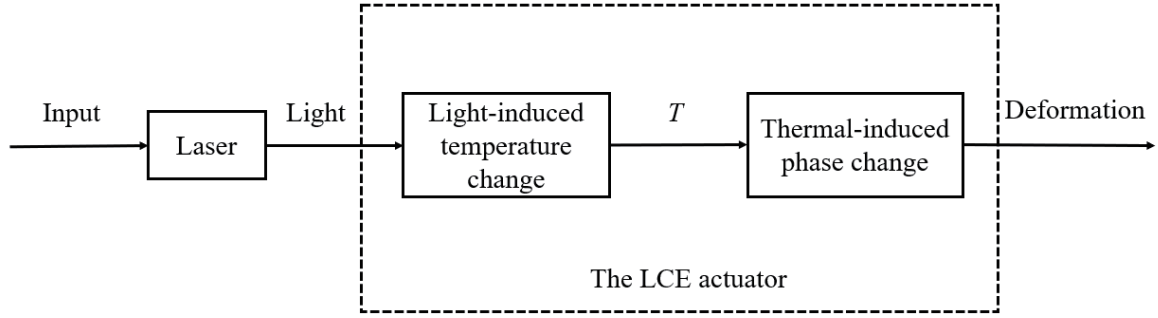 Input
Laser
Light
Light-induced
temperature
change
T
Thermal-induced
phase change
Deformation
The LCE actuator